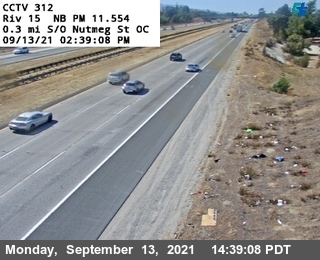 CCTV 312
Riv 15 NB PM 11.554
0.3 mi S/O Nutmeg St OC
09/13/21 02:39:08 PM
Monday, September 13, 2021 14:39:08 PDT